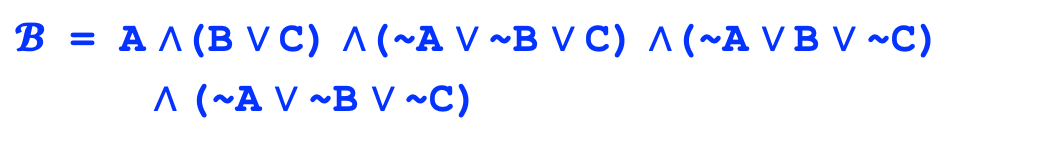 ℬ = A ∧ (B ∨ C) ∧ (~A ∨ ~B ∨ C) ∧ (~A ∨ B ∨ ~C)
∧ (~A ∨ ~B ∨ ~C)